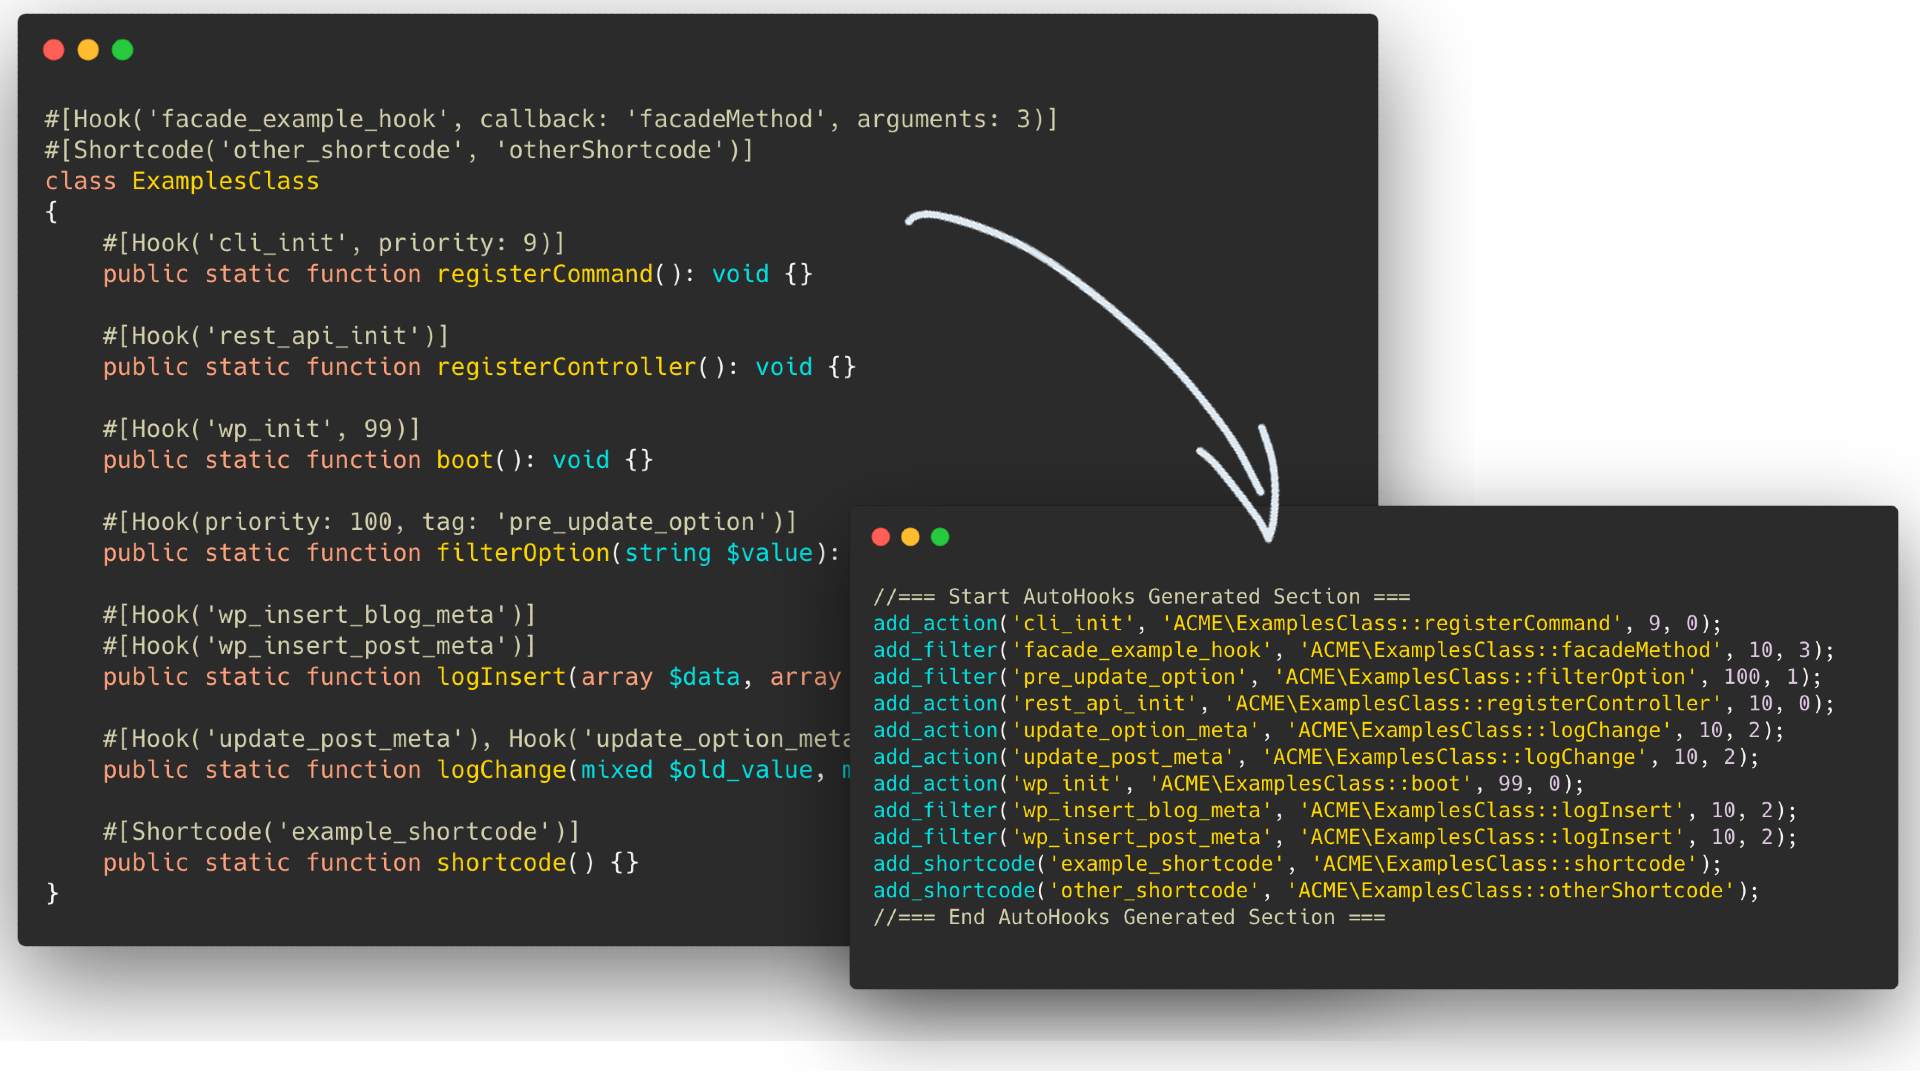 #[Hook('facade_example_hook', callback: 'facadeMethod', arguments: 3)]
#[Shortcode('other_shortcode', 'otherShortcode')]
class ExamplesClass
{
    #[Hook('cli_init', priority: 9)]
    public static function registerCommand(): void {}
    #[Hook('rest_api_init')]
    public static function registerController(): void {}
    #[Hook('wp_init', 99)]
    public static function boot(): void {}
    #[Hook(priority: 100, tag: 'pre_update_option')]
    public static function filterOption(string $value):
    #[Hook('wp_insert_blog_meta')]
    #[Hook('wp_insert_post_meta')]
    public static function logInsert(array $data, array
    #[Hook('update_post_meta'), Hook('update_option_meta
    public static function logChange(mixed $old_value,
    #[Shortcode('example_shortcode')]
    public static function shortcode() {}
}
//=== Start AutoHooks Generated Section ===
add_action('cli_init', 'ACME\ExamplesClass::registerCommand', 9, 0);
add_filter('facade_example_hook', 'ACME\ExamplesClass::facadeMethod', 10, 3);
add_filter('pre_update_option', 'ACME\ExamplesClass::filterOption', 100, 1);
add_action('rest_api_init', 'ACME\ExamplesClass::registerController', 10, 0);
add_action('update_option_meta', 'ACME\ExamplesClass::logChange', 10, 2);
add_action('update_post_meta', 'ACME\ExamplesClass::logChange', 10, 2);
add_action('wp_init', 'ACME\ExamplesClass::boot', 99, 0);
add_filter('wp_insert_blog_meta', 'ACME\ExamplesClass::logInsert', 10, 2);
add_filter('wp_insert_post_meta', 'ACME\ExamplesClass::logInsert', 10, 2);
add_shortcode('example_shortcode', 'ACME\ExamplesClass::shortcode');
add_shortcode('other_shortcode', 'ACME\ExamplesClass::otherShortcode');
//=== End AutoHooks Generated Section ===